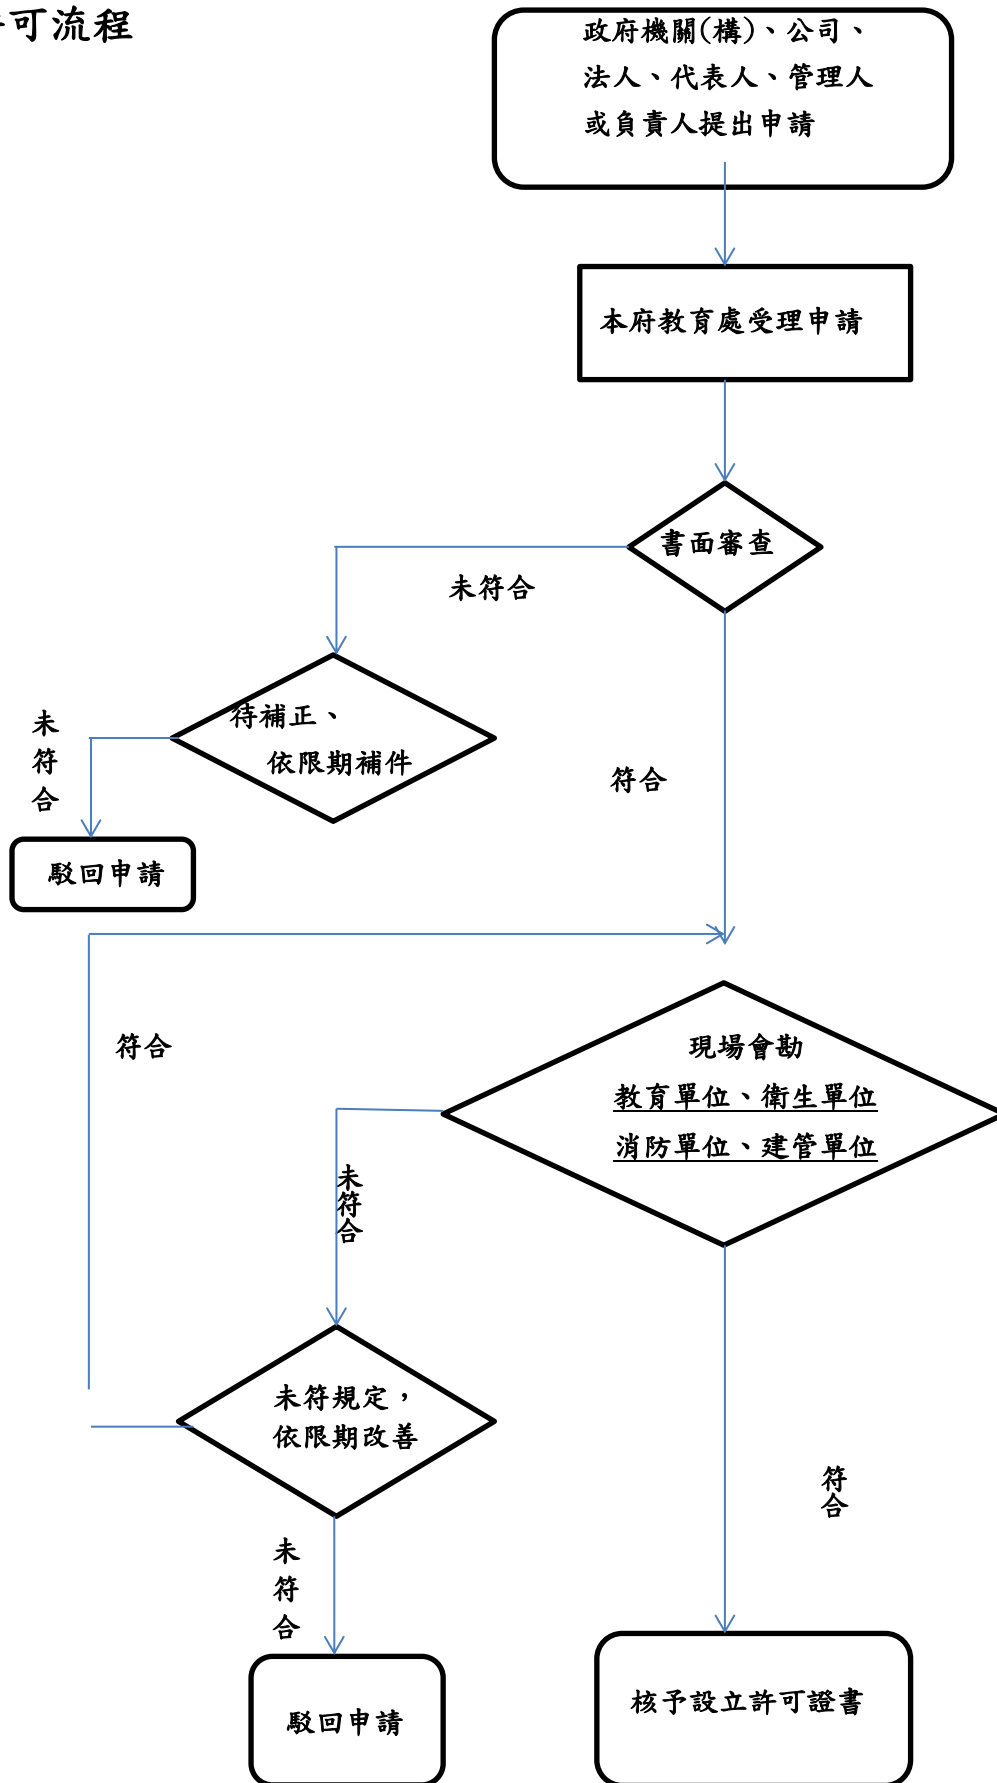 可流程
政府機關(構)、公司、
法人、代表人、管理人
或負責人提出申請
本府教育處受理申請
書面審查
未符合
待補正、
依限期補件
未符合
符合
駁回申請
符合
現場會勘
教育單位、衛生單位
消防單位、建管單位
未符合
未符規定，
依限期改善
符合
未符合
駁回申請
核予設立許可證書